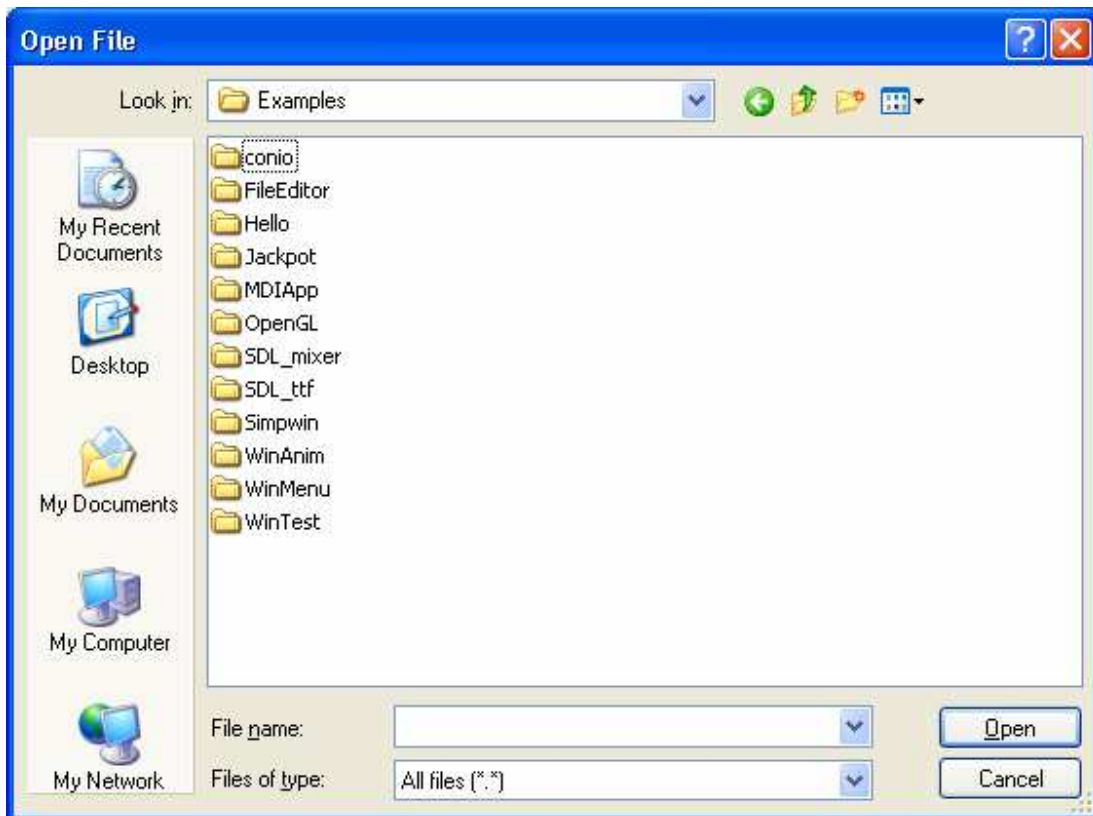 Open File
Look in:
Examples
My Recent
Documents
Desktop
My Documents
My Computer
My Network
conio
FileEditor
Hello
Jackpot
MDIApp
OpenGL
SDL_mixer
SDL_ttf
Simpwin
WinAnim
WinMenu
WinTest
File name:
Open
Files of type:
All files (*.*)
Cancel